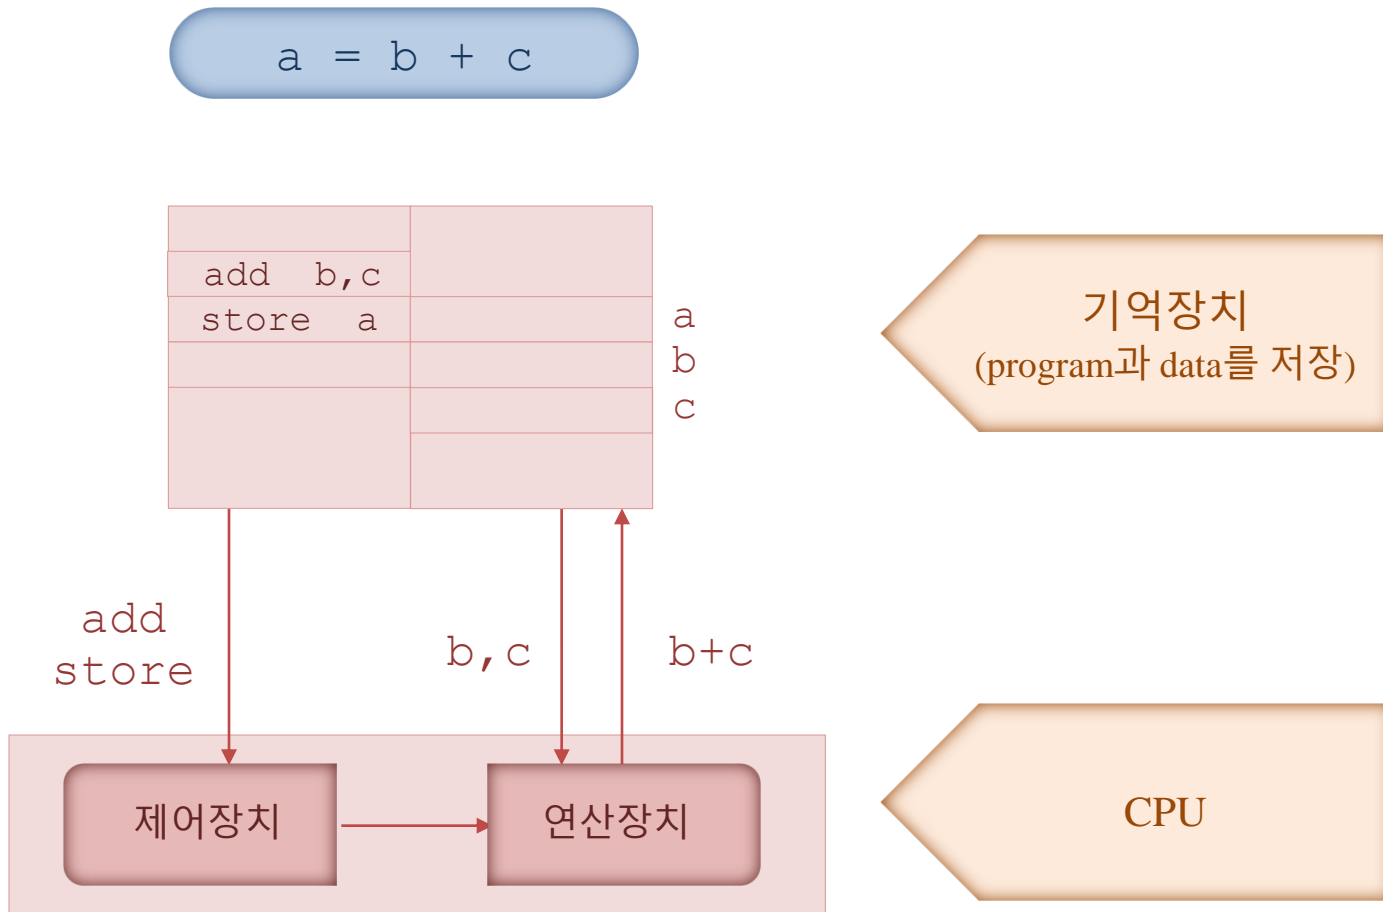 a = b + c
add b,c
store a
a
b
c
기억장치
(program과 data를 저장)
add
store
b,c
b+c
제어장치
연산장치
CPU